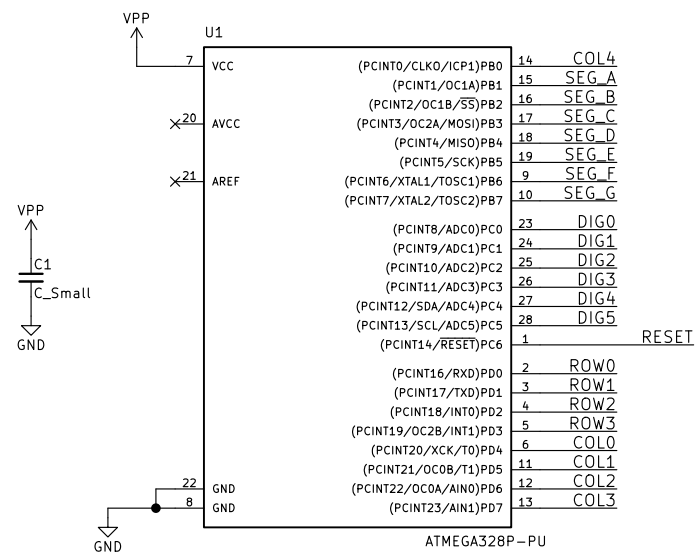 VPP
U1
7 VCC (PCINT0/CLKO/ICP1)PB0 14 COL4
(PCINT1/OC1A)PB1 15 SEG_A
(PCINT2/OC1B/SS)PB2 16 SEG_B
20 AVCC (PCINT3/OC2A/MOSI)PB3 17 SEG_C
(PCINT4/MISO)PB4 18 SEG_D
(PCINT5/SCK)PB5 19 SEG_E
21 AREF (PCINT6/XTAL1/TOSC1)PB6 9 SEG_F
(PCINT7/XTAL2/TOSC2)PB7 10 SEG_G
VPP
(PCINT8/ADC0)PC0 23 DIG0
(PCINT9/ADC1)PC1 24 DIG1
C1
(PCINT10/ADC2)PC2 25 DIG2
(PCINT11/ADC3)PC3 26 DIG3
C_Small
(PCINT12/SDA/ADC4)PC4 27 DIG4
(PCINT13/SCL/ADC5)PC5 28 DIG5
GND
(PCINT14/RESET)PC6 1 RESET
(PCINT16/RXD)PD0 2 ROW0
(PCINT17/TXD)PD1 3 ROW1
(PCINT18/INT0)PD2 4 ROW2
(PCINT19/OC2B/INT1)PD3 5 ROW3
(PCINT20/XCK/T0)PD4 6 COL0
(PCINT21/OC0B/T1)PD5 11 COL1
22 GND (PCINT22/OC0A/AIN0)PD6 12 COL2
8 GND (PCINT23/AIN1)PD7 13 COL3
GND
ATMEGA328P-PU